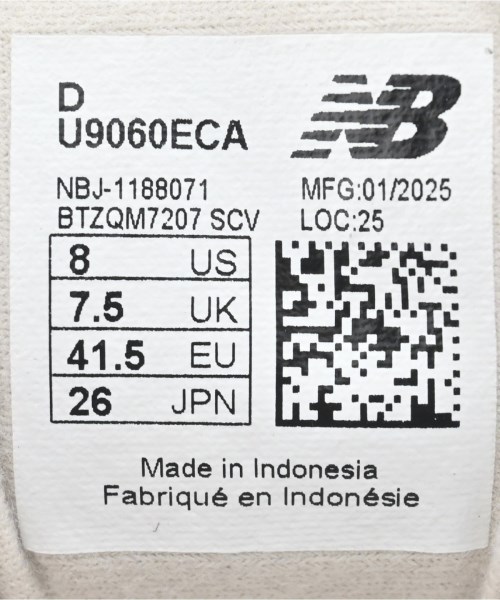 D
U9060ECA
NB
NBJ-1188071
MFG:01/2025
BTZQM7207 SCV
LOC:25
8 US
7.5 UK
41.5 EU
26 JPN
Made in Indonesia
Fabriqué en Indonésie